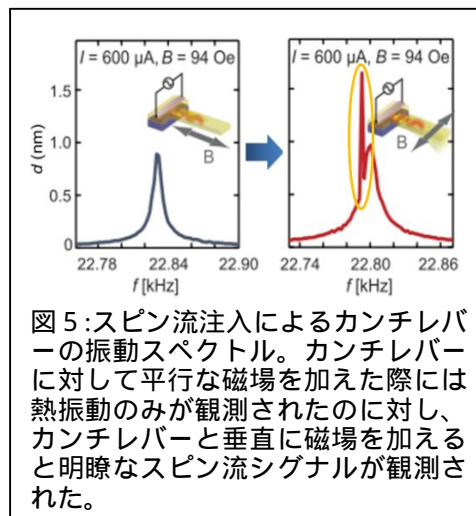 I = 600 μA, B = 94 Oe
I = 600 μA, B = 94 Oe
d (nm)
1.5
1.0
0.5
0
B
B
22.78 22.84 22.90
22.74 22.80 22.86
f [kHz]
f [kHz]
図 5 :スピン流注入によるカンチレバ
ーの振動スペクトル。カンチレバー
に対して平行な磁場を加えた際には
熱振動のみが観測されたのに対し、
カンチレバーと垂直に磁場を加える
と明瞭なスピン流シグナルが観測さ
れた。